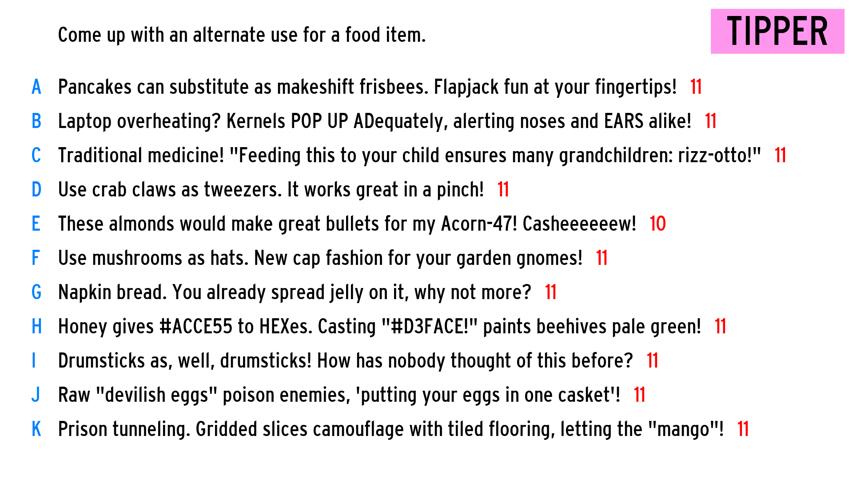 Come up with an alternate use for a food item.
TIPPER
A Pancakes can substitute as makeshift frisbees. Flapjack fun at your fingertips! 11
B Laptop overheating? Kernels POP UP ADequately, alerting noses and EARS alike! 11
C Traditional medicine! "Feeding this to your child ensures many grandchildren: rizz-otto!" 11
D Use crab claws as tweezers. It works great in a pinch! 11
E These almonds would make great bullets for my Acorn-47! Casheeeeeew! 10
F Use mushrooms as hats. New cap fashion for your garden gnomes! 11
G Napkin bread. You already spread jelly on it, why not more? 11
H Honey gives #ACCE55 to HEXes. Casting "#D3FACE!" paints beehives pale green! 11
I Drumsticks as, well, drumsticks! How has nobody thought of this before? 11
J Raw "devilish eggs" poison enemies, 'putting your eggs in one casket'! 11
K Prison tunneling. Gridded slices camouflage with tiled flooring, letting the "mango"! 11